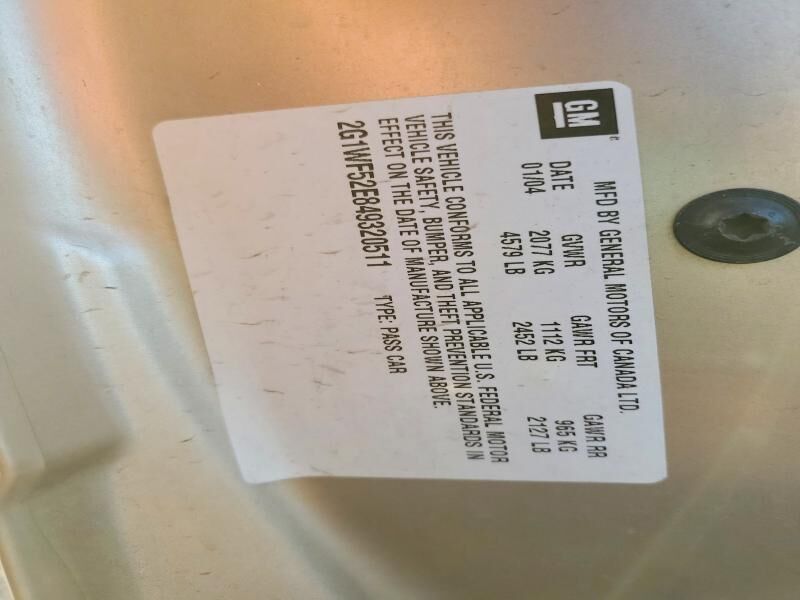 GM
MFD BY GENERAL MOTORS OF CANADA LTD.
DATE GVWR GAWR FRT GAWR RR
01/04 2077 KG 1112 KG 965 KG
4579 LB 2452 LB 2127 LB
THIS VEHICLE CONFORMS TO ALL APPLICABLE U.S. FEDERAL MOTOR
VEHICLE SAFETY, BUMPER, AND THEFT PREVENTION STANDARDS IN
EFFECT ON THE DATE OF MANUFACTURE SHOWN ABOVE.
2G1WF52E849320511 TYPE: PASS CAR